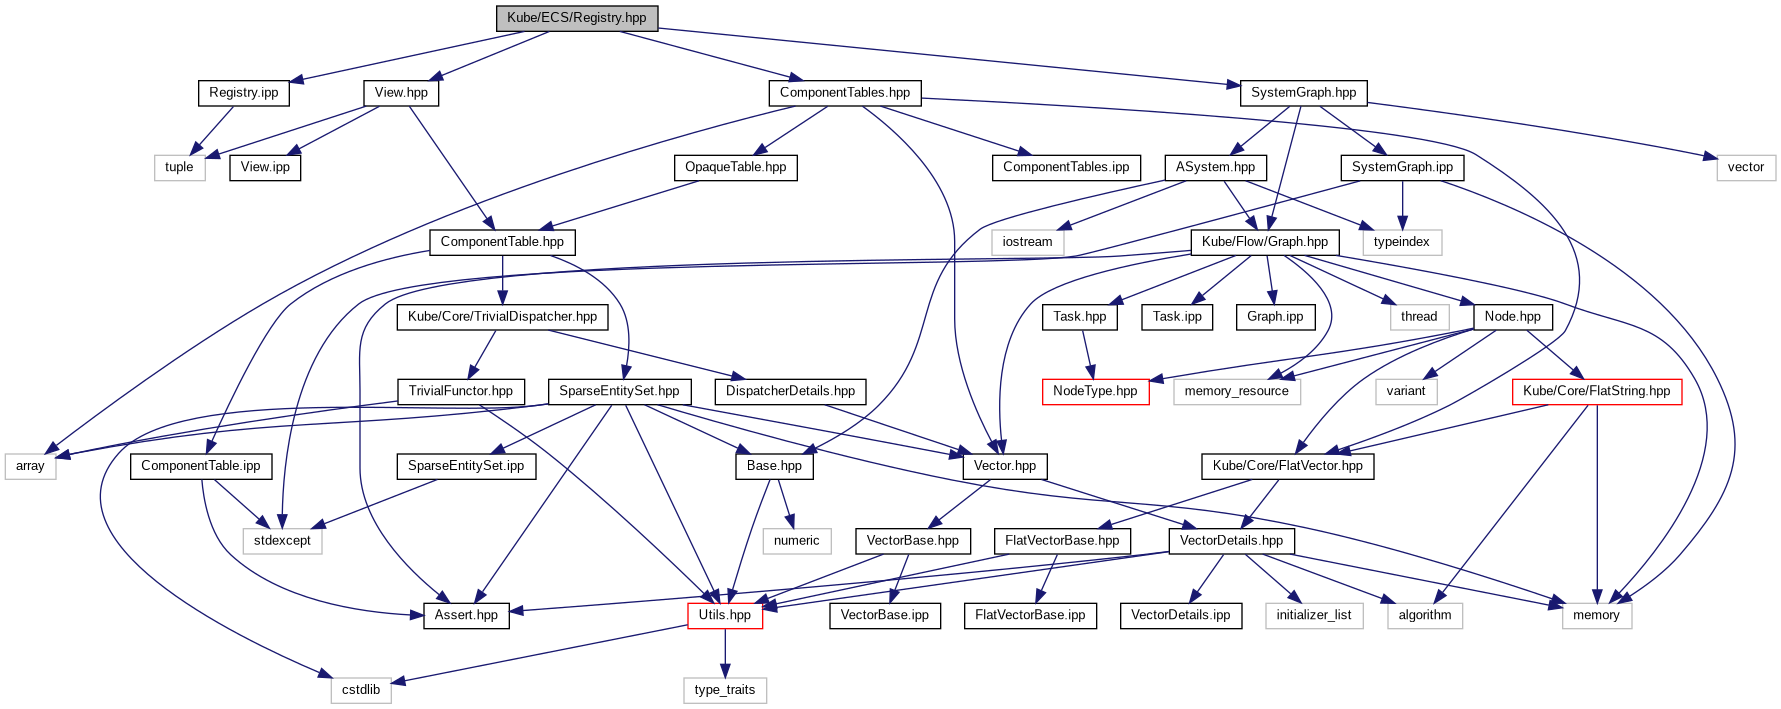 Kube/ECS/Registry.hpp
Registry.ipp
View.hpp
ComponentTables.hpp
SystemGraph.hpp
tuple
View.ipp
OpaqueTable.hpp
ComponentTables.ipp
ASystem.hpp
SystemGraph.ipp
vector
ComponentTable.hpp
iostream
Kube/Flow/Graph.hpp
typeindex
Kube/Core/TrivialDispatcher.hpp
Task.hpp
Task.ipp
Graph.ipp
thread
Node.hpp
TrivialFunctor.hpp
SparseEntitySet.hpp
DispatcherDetails.hpp
NodeType.hpp
memory_resource
variant
Kube/Core/FlatString.hpp
array
ComponentTable.ipp
SparseEntitySet.ipp
Base.hpp
Vector.hpp
Kube/Core/FlatVector.hpp
stdexcept
numeric
VectorBase.hpp
FlatVectorBase.hpp
VectorDetails.hpp
Assert.hpp
Utils.hpp
VectorBase.ipp
FlatVectorBase.ipp
VectorDetails.ipp
initializer_list
algorithm
memory
cstdlib
type_traits